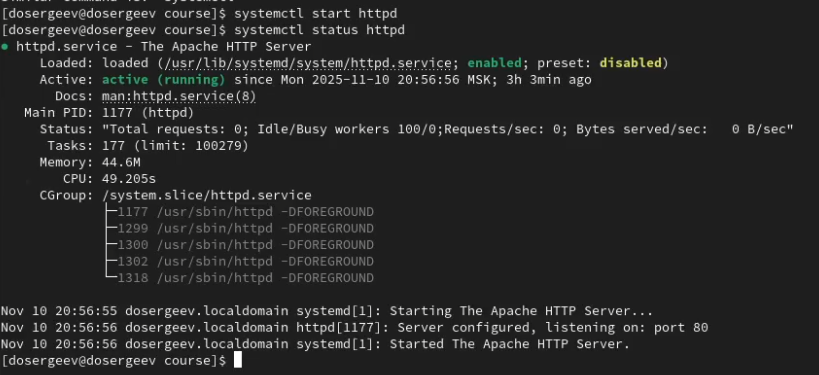 [dosergeev@dosergeev course]$ systemctl start httpd
[dosergeev@dosergeev course]$ systemctl status httpd
● httpd.service - The Apache HTTP Server
Loaded: loaded (/usr/lib/systemd/system/httpd.service; enabled; preset: disabled)
Active: active (running) since Mon 2025-11-10 20:56:56 MSK; 3h 3min ago
Docs: man:httpd.service(8)
Main PID: 1177 (httpd)
Status: "Total requests: 0; Idle/Busy workers 100/0;Requests/sec: 0; Bytes served/sec:   0 B/sec"
Tasks: 177 (limit: 100279)
Memory: 44.6M
CPU: 49.205s
CGroup: /system.slice/httpd.service
├─1177 /usr/sbin/httpd -DFOREGROUND
├─1299 /usr/sbin/httpd -DFOREGROUND
├─1300 /usr/sbin/httpd -DFOREGROUND
├─1302 /usr/sbin/httpd -DFOREGROUND
└─1318 /usr/sbin/httpd -DFOREGROUND
Nov 10 20:56:55 dosergeev.localdomain systemd[1]: Starting The Apache HTTP Server...
Nov 10 20:56:56 dosergeev.localdomain httpd[1177]: Server configured, listening on: port 80
Nov 10 20:56:56 dosergeev.localdomain systemd[1]: Started The Apache HTTP Server.
[dosergeev@dosergeev course]$